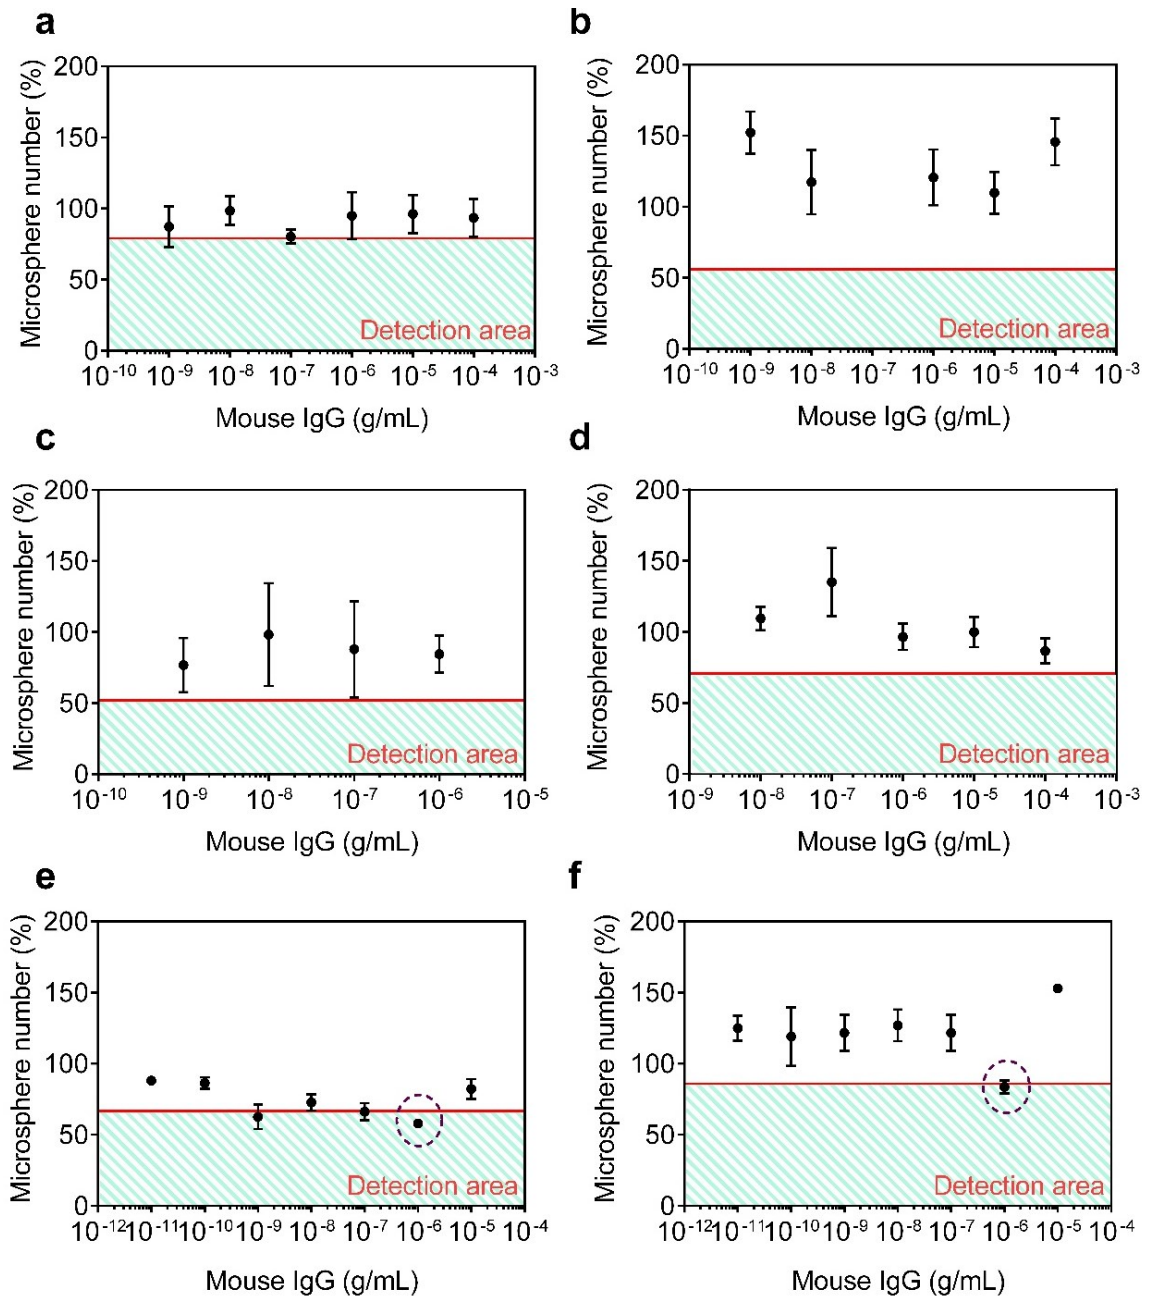 a
Microsphere number (%)
200
150
100
50
0
Detection area
10-10 10-9 10-8 10-7 10-6 10-5 10-4 10-3
Mouse IgG (g/mL)
b
Microsphere number (%)
200
150
100
50
0
Detection area
10-10 10-9 10-8 10-7 10-6 10-5 10-4 10-3
Mouse IgG (g/mL)
c
Microsphere number (%)
200
150
100
50
0
Detection area
10-10 10-9 10-8 10-7 10-6 10-5
Mouse IgG (g/mL)
d
Microsphere number (%)
200
150
100
50
0
Detection area
10-9 10-8 10-7 10-6 10-5 10-4 10-3
Mouse IgG (g/mL)
e
Microsphere number (%)
200
150
100
50
0
Detection area
10-12 10-11 10-10 10-9 10-8 10-7 10-6 10-5 10-4
Mouse IgG (g/mL)
f
Microsphere number (%)
200
150
100
50
0
Detection area
10-12 10-11 10-10 10-9 10-8 10-7 10-6 10-5 10-4
Mouse IgG (g/mL)